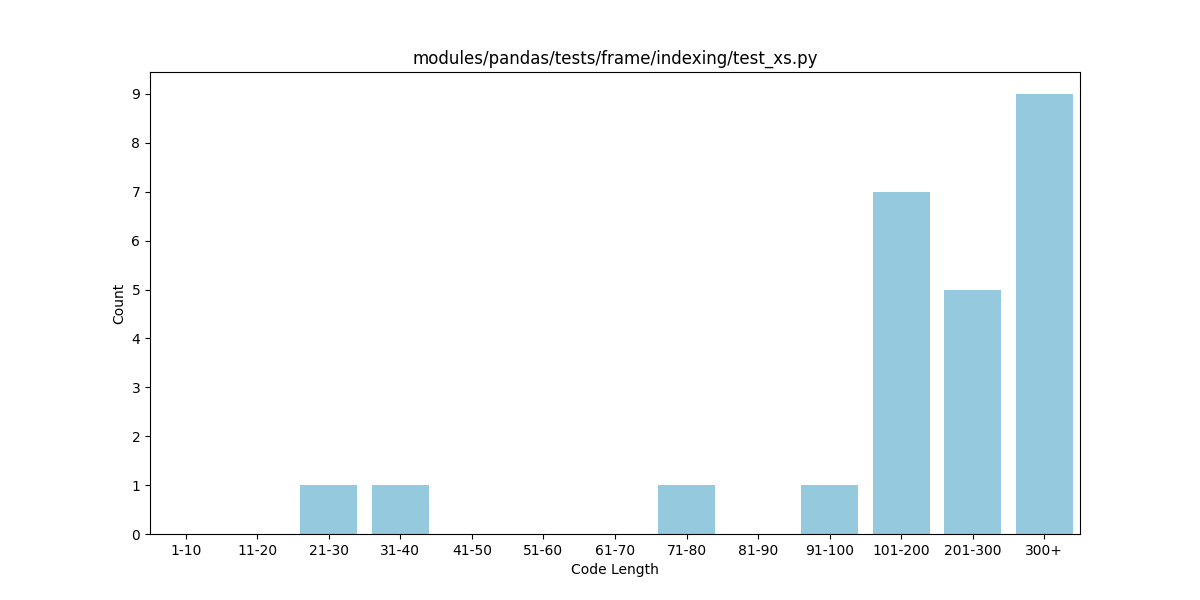 modules/pandas/tests/frame/indexing/test_xs.py
9
8
7
6
5
4
3
2
1
0
Count
1-10 11-20 21-30 31-40 41-50 51-60 61-70 71-80 81-90 91-100 101-200 201-300 300+
Code Length